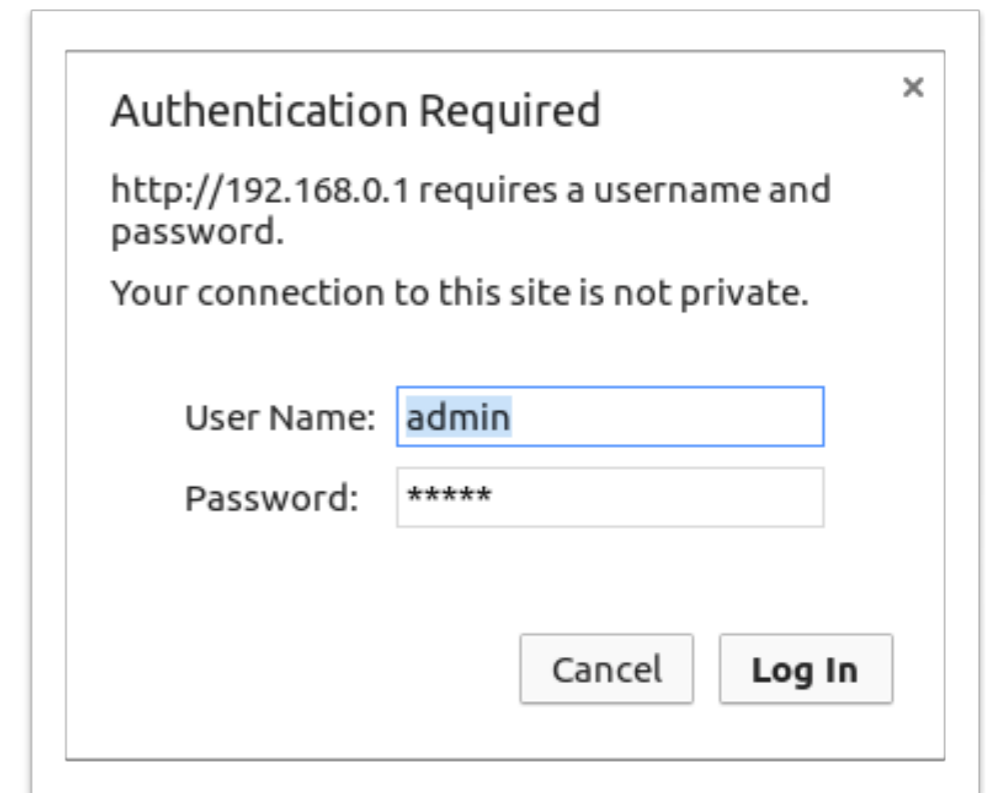 Authentication Required
http://192.168.0.1 requires a username and
password.
Your connection to this site is not private.
User Name: admin
Password: *****
Cancel Log In